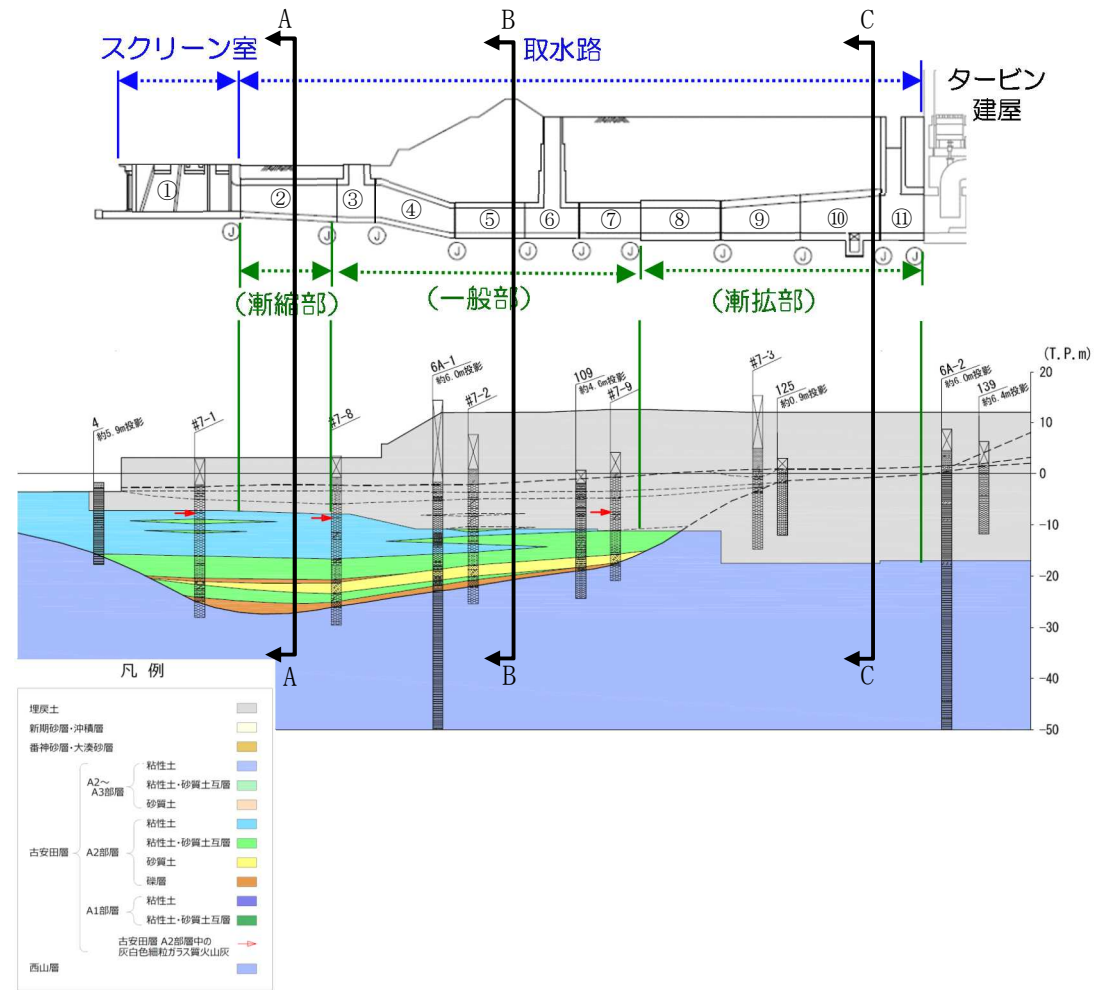 A
B
C
スクリーン室
取水路
タービン
建屋
①
②
③
④
⑤
⑥
⑦
⑧
⑨
⑩
⑪
J
J
J
J
J
J
J
J
J
J
J
(漸縮部)
(一般部)
(漸拡部)
(T.P.m)
4
約5.9m投影
#7-1
#7-8
6A-1
約6.0m投影
#7-2
109
約4.6m投影
#7-9
#7-3
125
約0.9m投影
6A-2
約6.0m投影
139
約6.4m投影
20
10
0
-10
-20
-30
-40
-50
A
B
C
凡 例
埋戻土
新期砂層・沖積層
番神砂層・大湊砂層
古安田層
A2～
A3部層
粘性土
粘性土・砂質土互層
砂質土
A2部層
粘性土
粘性土・砂質土互層
砂質土
礫層
A1部層
粘性土
粘性土・砂質土互層
古安田層 A2部層中の
灰白色細粒ガラス質火山灰
西山層